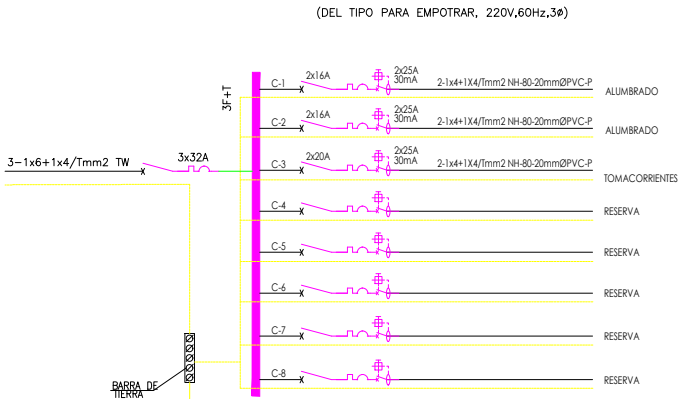 (DEL TIPO PARA EMPOTRAR, 220V,60Hz,3ø)
3F+T
C-1 2x16A 2x25A 30mA 2-1x4+1X4/Tmm2 NH-80-20mmØPVC-P ALUMBRADO
C-2 2x16A 2x25A 30mA 2-1x4+1X4/Tmm2 NH-80-20mmØPVC-P ALUMBRADO
3-1x6+1x4/Tmm2 TW 3x32A
C-3 2x20A 2x25A 30mA 2-1x4+1X4/Tmm2 NH-80-20mmØPVC-P TOMACORRIENTES
C-4 RESERVA
C-5 RESERVA
C-6 RESERVA
C-7 RESERVA
C-8 RESERVA
BARRA DE
TIERRA